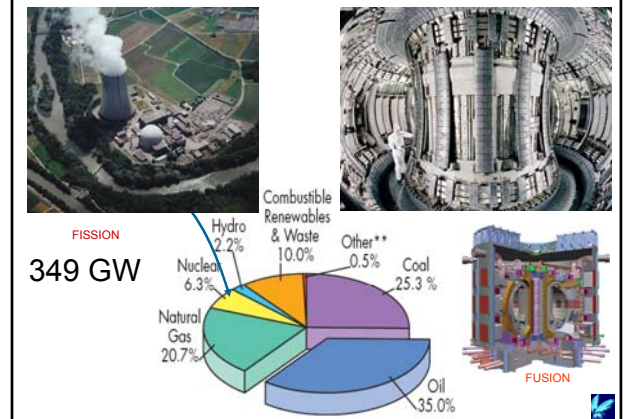 FISSION
349 GW
Combustible
Renewables
& Waste
10.0%
Hydro
2.2%
Nuclear
6.3%
Natural
Gas
20.7%
Other**
0.5%
Coal
25.3 %
Oil
35.0%
FUSION